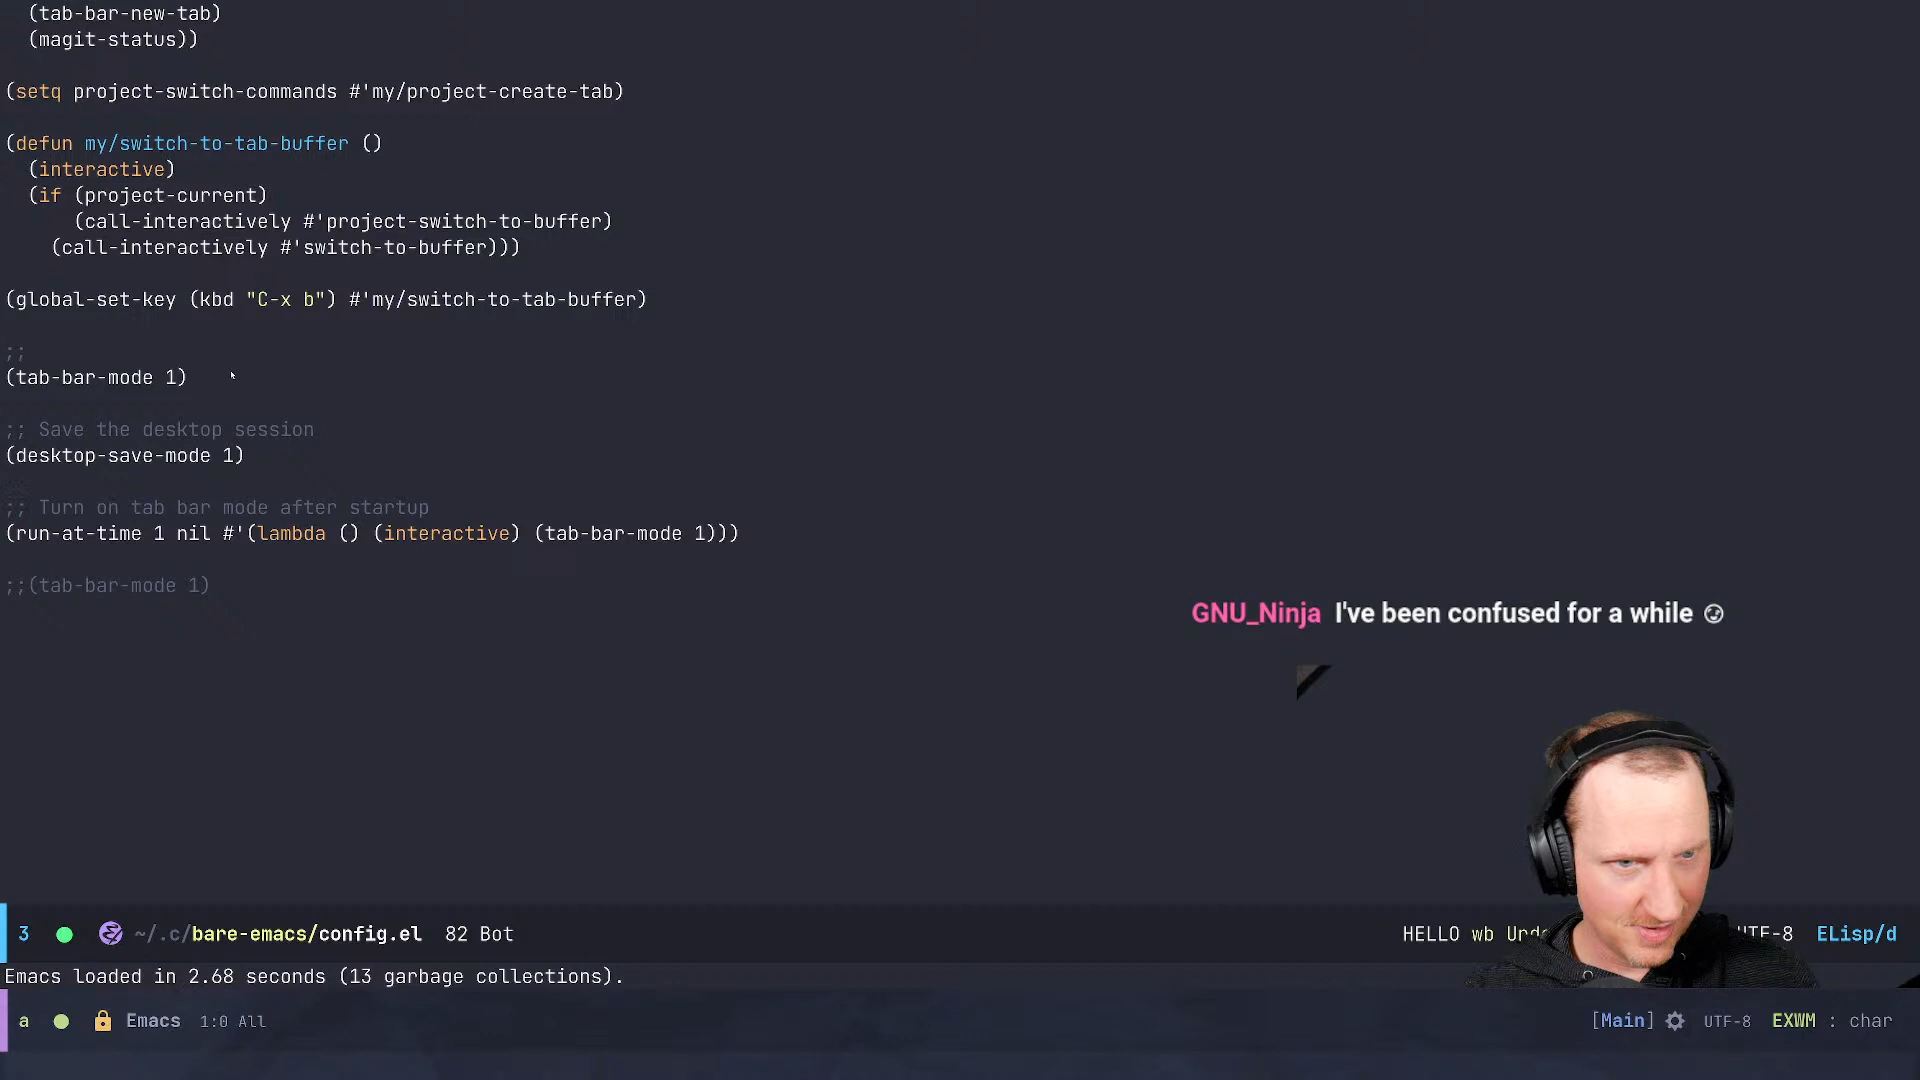 (tab-bar-new-tab)
(magit-status))
(setq project-switch-commands #'my/project-create-tab)
(defun my/switch-to-tab-buffer ()
(interactive)
(if (project-current)
(call-interactively #'project-switch-to-buffer)
(call-interactively #'switch-to-buffer)))
(global-set-key (kbd "C-x b") #'my/switch-to-tab-buffer)
;;
(tab-bar-mode 1)
;; Save the desktop session
(desktop-save-mode 1)
;; Turn on tab bar mode after startup
(run-at-time 1 nil #'(lambda () (interactive) (tab-bar-mode 1)))
;;(tab-bar-mode 1)
GNU_Ninja I've been confused for a while
3 ~/.c/bare-emacs/config.el 82 Bot HELLO wb UTF-8 ELisp/d
Emacs loaded in 2.68 seconds (13 garbage collections).
a Emacs 1:0 All [Main] UTF-8 EXWM : char